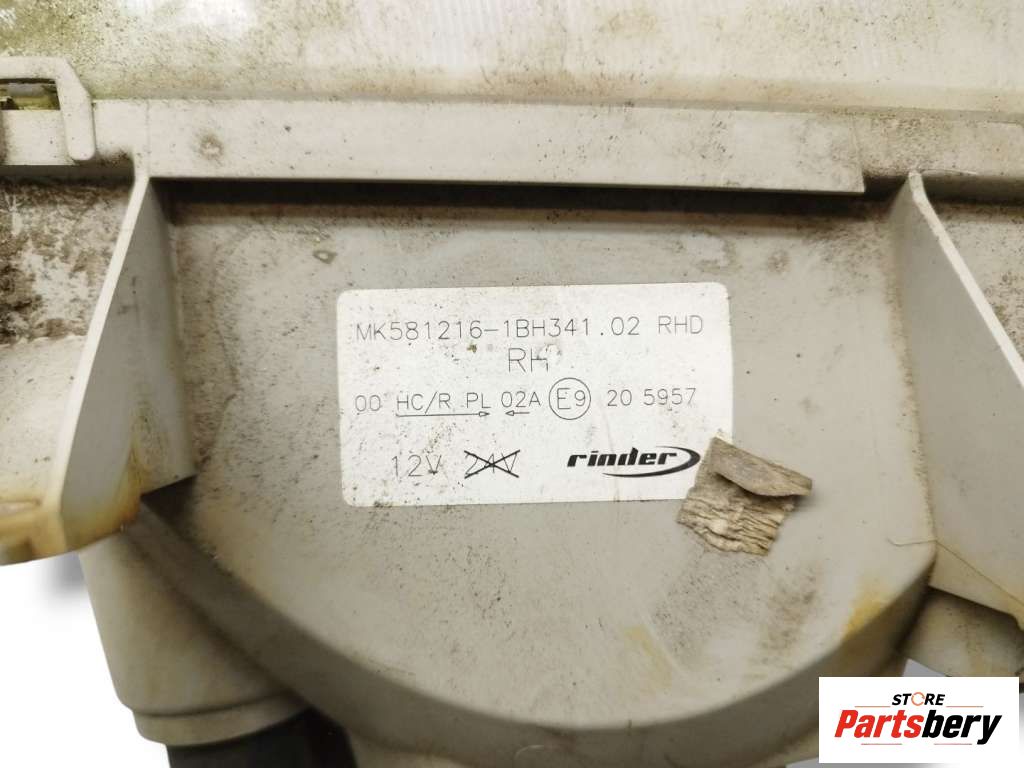 MK581216-1BH341.02 RHD
RH
00 HC/R PL 02A E9 20 5957
12V 24V
rinder
STORE
Partsbery